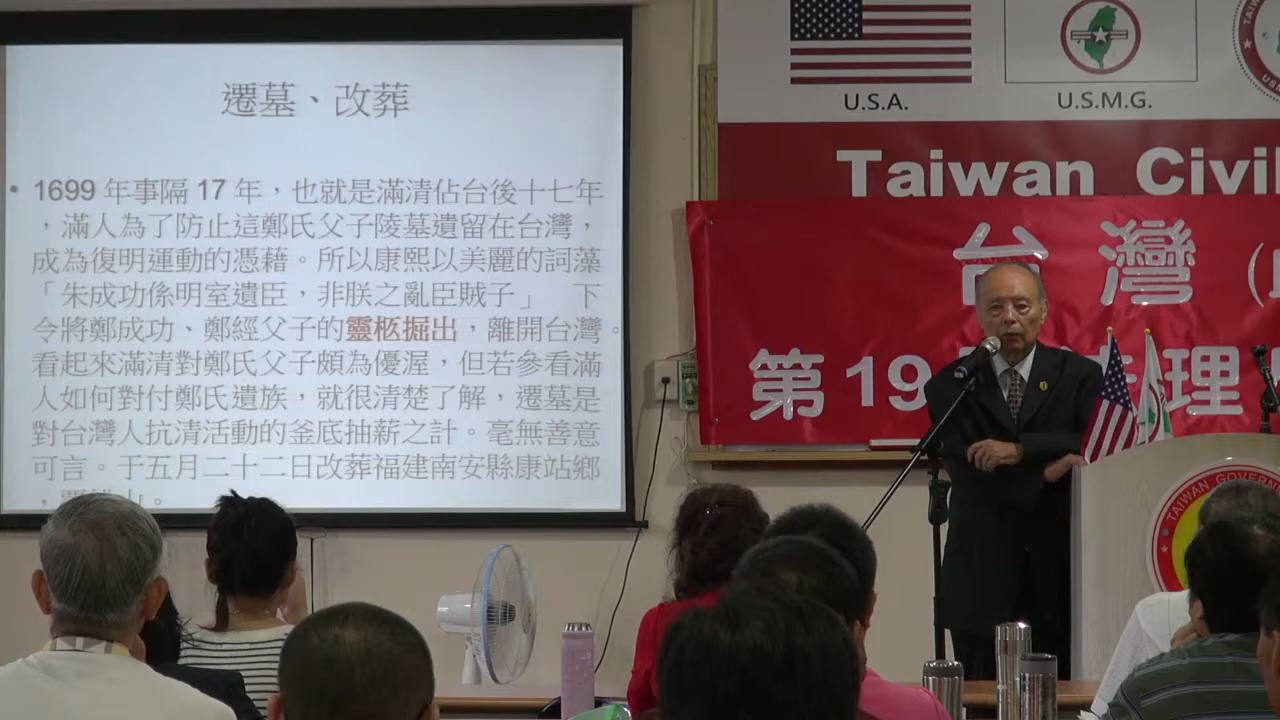 遷墓、改葬
• 1699 年事隔 17 年，也就是滿清佔台後十七年
，滿人為了防止這鄭氏父子陵墓遺留在台灣，
成為復明運動的憑藉。所以康熙以美麗的詞藻
「朱成功係明室遺臣，非朕之亂臣賊子」 下
令將鄭成功、鄭經父子的靈柩掘出，離開台灣。
看起來滿清對鄭氏父子頗為優渥，但若參看滿
人如何對付鄭氏遺族，就很清楚了解，遷墓是
對台灣人抗清活動的釜底抽薪之計。毫無善意
可言。于五月二十二日改葬福建南安縣康站鄉
U.S.A.
U.S.M.G.
Taiwan Civil
台灣（
第19
理
TAIWAN GOVERN